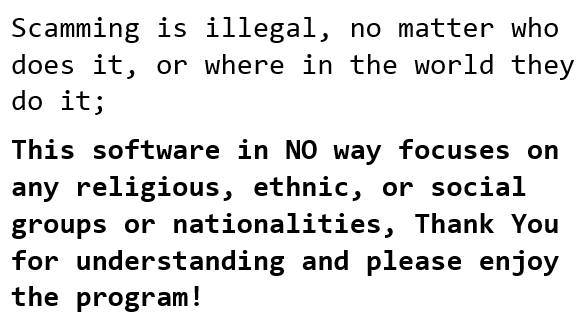 Scamming is illegal, no matter who
does it, or where in the world they
do it;
This software in NO way focuses on
any religious, ethnic, or social
groups or nationalities, Thank You
for understanding and please enjoy
the program!